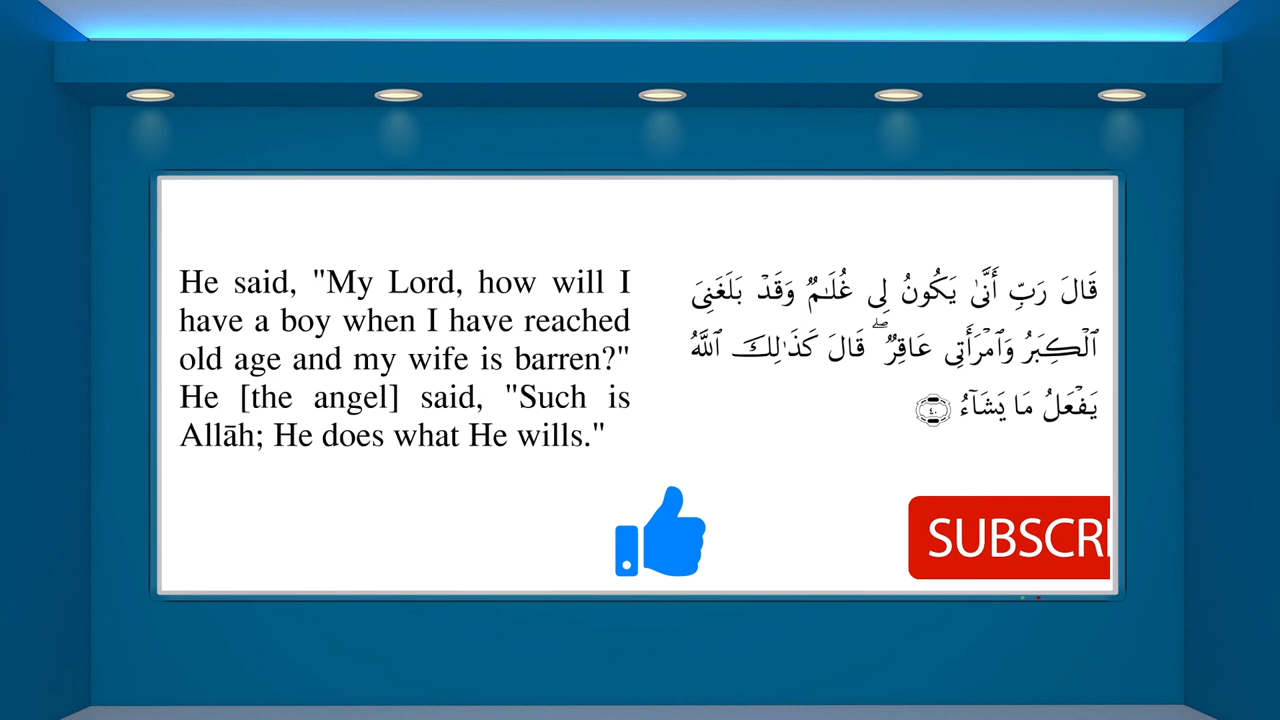 He said, "My Lord, how will I
have a boy when I have reached
old age and my wife is barren?"
He [the angel] said, "Such is
Allāh; He does what He wills."
قَالَ رَبِّ أَنَّىٰ يَكُونُ لِى غُلَـٰمٌ وَقَدْ بَلَغَنِىَ
ٱلْكِبَرُ وَٱمْرَأَتِى عَاقِرٌ ۖ قَالَ كَذَٰلِكَ ٱللَّهُ
يَفْعَلُ مَا يَشَآءُ ٤٠
SUBSCRI